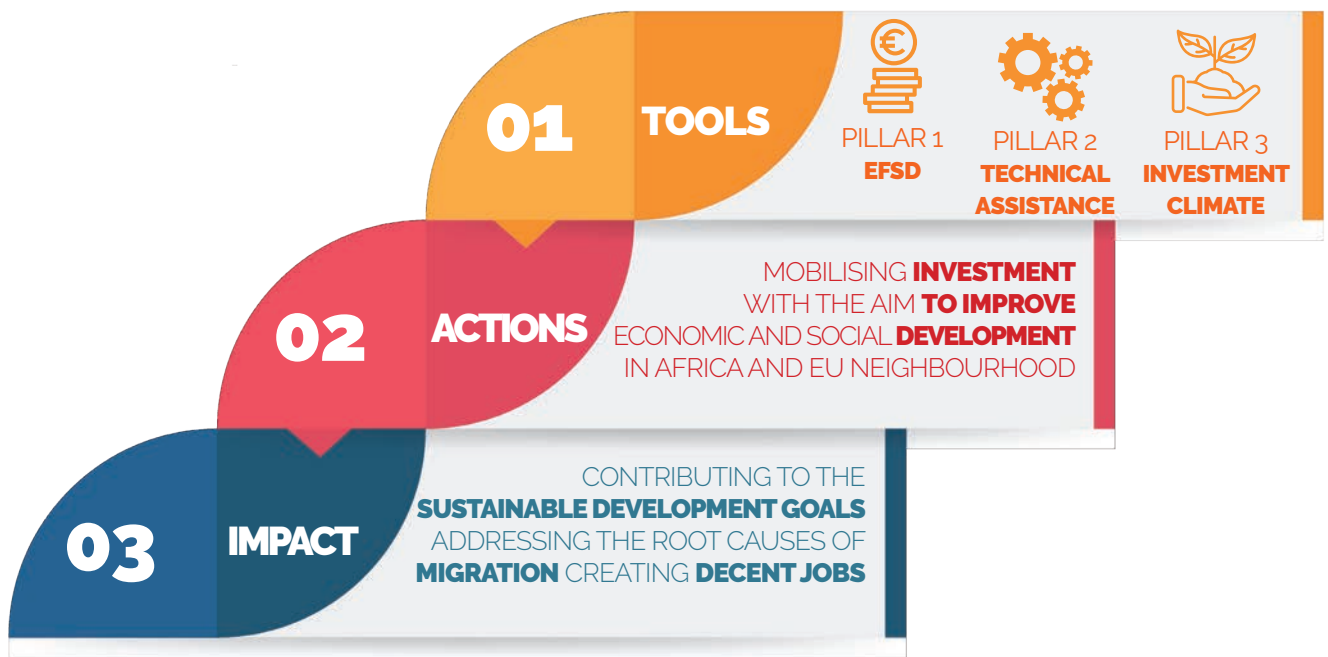 01
TOOLS
€
PILLAR 1
EFSD
PILLAR 2
TECHNICAL
ASSISTANCE
PILLAR 3
INVESTMENT
CLIMATE
02
ACTIONS
MOBILISING INVESTMENT
WITH THE AIM TO IMPROVE
ECONOMIC AND SOCIAL DEVELOPMENT
IN AFRICA AND EU NEIGHBOURHOOD
03
IMPACT
CONTRIBUTING TO THE
SUSTAINABLE DEVELOPMENT GOALS
ADDRESSING THE ROOT CAUSES OF
MIGRATION CREATING DECENT JOBS